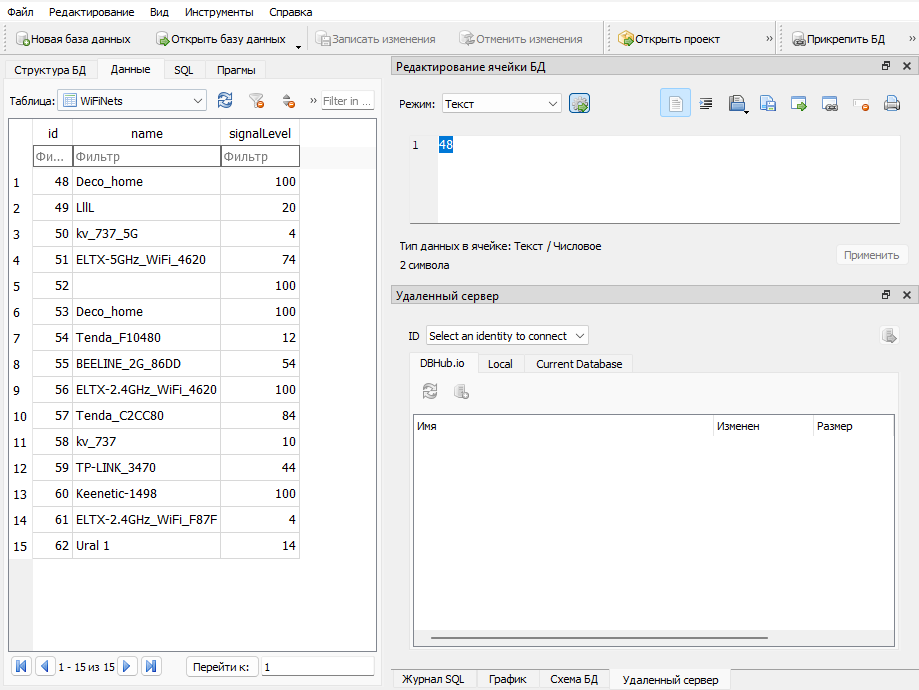 Файл Редактирование Вид Инструменты Справка
Новая база данных Открыть базу данных Записать изменения Отменить изменения Открыть проект » Прикрепить БД »
Структура БД Данные SQL Прагмы
Таблица: WiFiNets » Filter in ...
id name signalLevel
Фи... Фильтр Фильтр
1 48 Deco_home 100
2 49 LllL 20
3 50 kv_737_5G 4
4 51 ELTX-5GHz_WiFi_4620 74
5 52 100
6 53 Deco_home 100
7 54 Tenda_F10480 12
8 55 BEELINE_2G_86DD 54
9 56 ELTX-2.4GHz_WiFi_4620 100
10 57 Tenda_C2CC80 84
11 58 kv_737 10
12 59 TP-LINK_3470 44
13 60 Keenetic-1498 100
14 61 ELTX-2.4GHz_WiFi_F87F 4
15 62 Ural 1 14
1 - 15 из 15 Перейти к: 1
Редактирование ячейки БД
Режим: Текст
1 48
Тип данных в ячейке: Текст / Числовое
2 символа
Применить
Удаленный сервер
ID Select an identity to connect
DBHub.io Local Current Database
Имя Изменен Размер
Журнал SQL График Схема БД Удаленный сервер